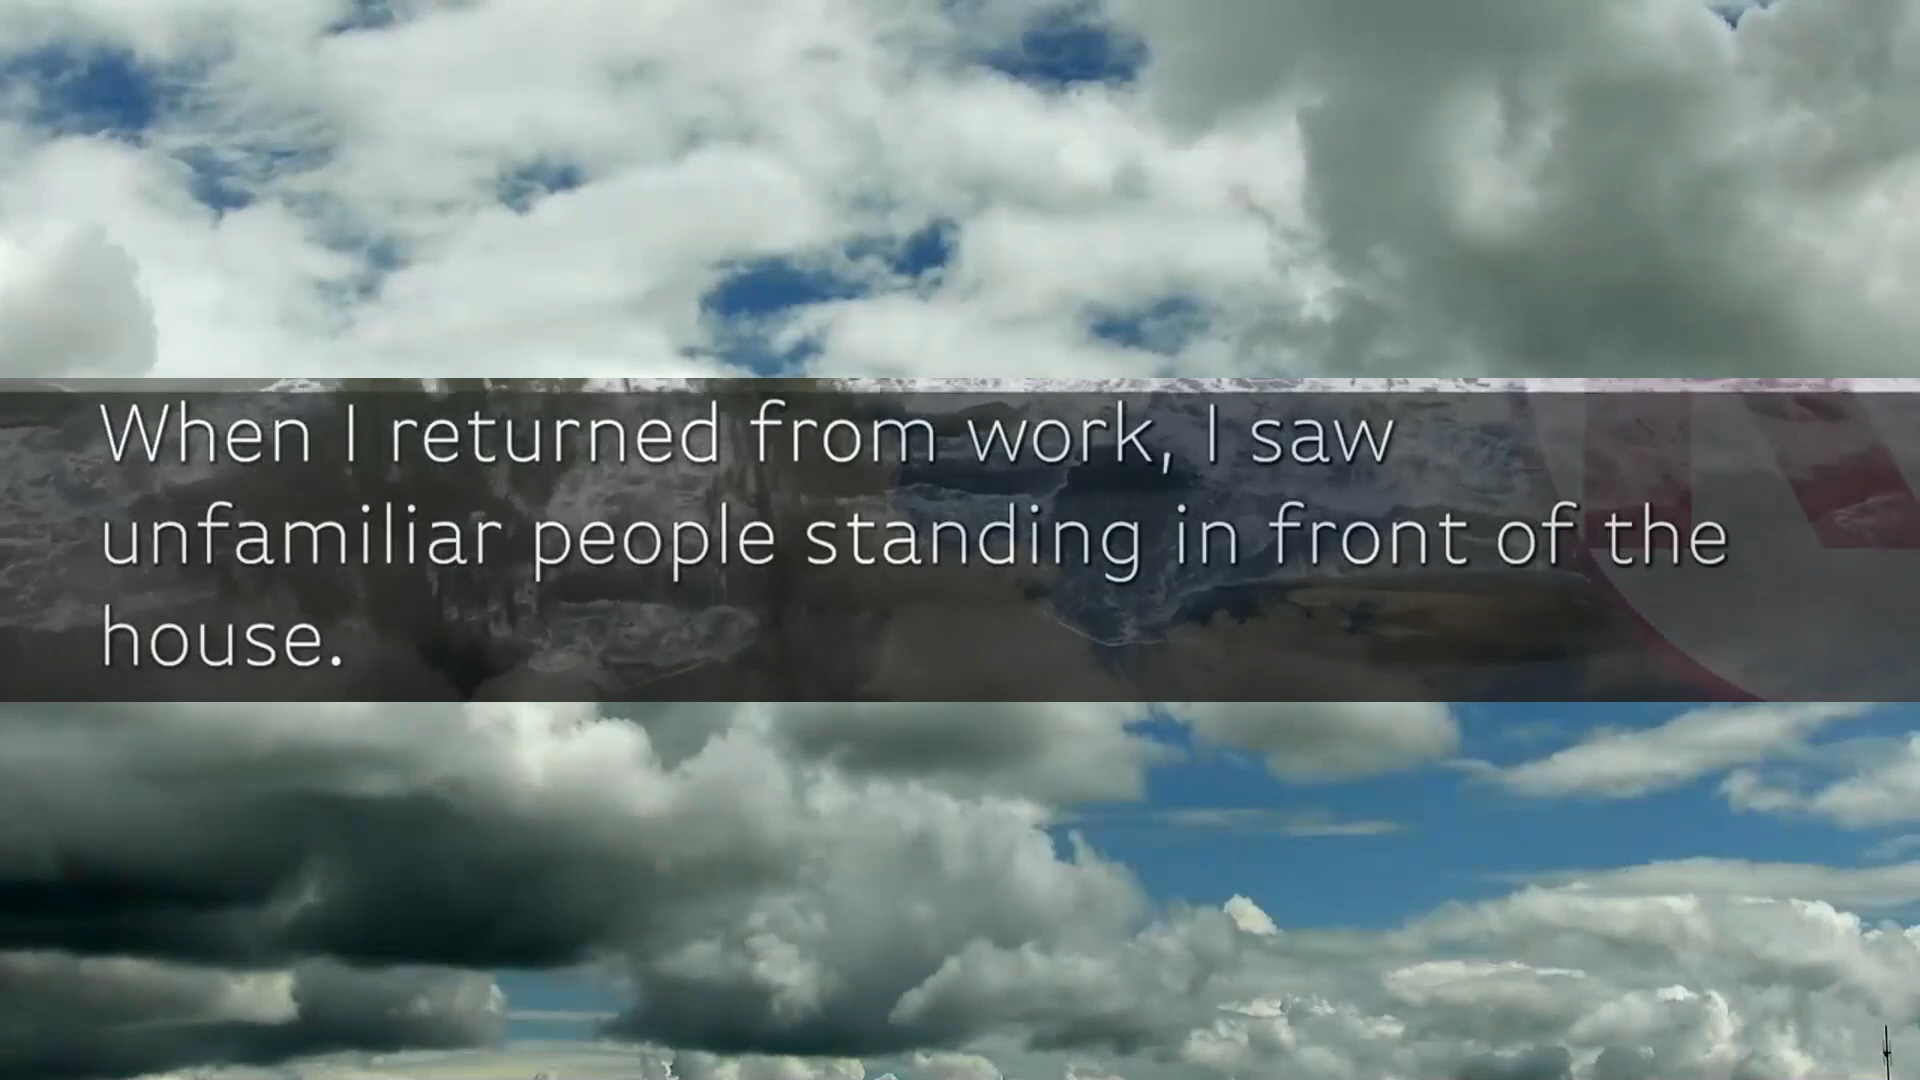 When I returned from work, I saw
unfamiliar people standing in front of the
house.